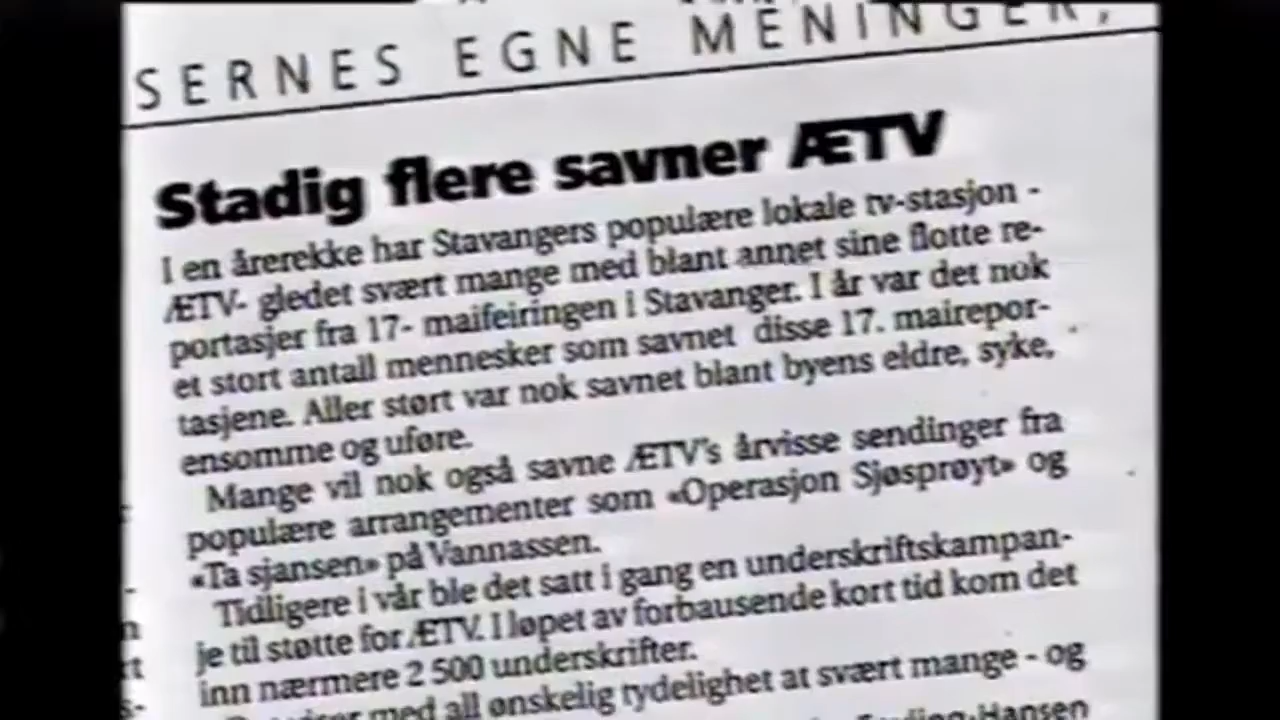 SERNES EGNE MENINGER,
Stadig flere savner ÆTV
I en årerekke har Stavangers populære lokale tv-stasjon -
ÆTV- gledet svært mange med blant annet sine flotte re-
portasjer fra 17- maifeiringen i Stavanger. I år var det nok
et stort antall mennesker som savnet disse 17. mairepor-
tasjene. Aller størt var nok savnet blant byens eldre, syke,
ensomme og uføre.
Mange vil nok også savne ÆTV's årvisse sendinger fra
populære arrangementer som «Operasjon Sjøsprøyt» og
«Ta sjansen» på Vannassen.
Tidligere i vår ble det satt i gang en underskriftskampan-
je til støtte for ÆTV. I løpet av forbausende kort tid kom det
inn nærmere 2 500 underskrifter.
med all ønskelig tydelighet at svært mange - og
Hansen